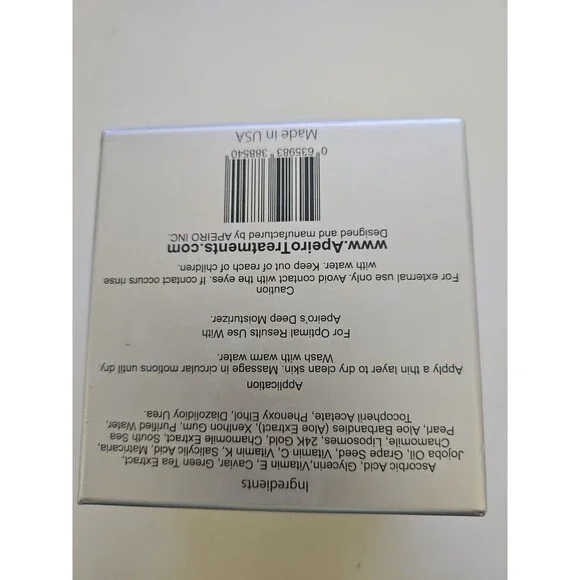 Ingredients
Ascorbic Acid, Glycerin,Vitamin E, Caviar, Green Tea Extract,
Jojoba Oil, Grape Seed, Vitamin C, Vitamin K, Salicylic Acid, Matricaria,
Chamomile, Liposomes, 24K Gold, Chamomile Extract, South Sea
Pearl, Aloe Barbandies (Aloe Extract), Xenthon Gum, Purified Water,
Tocophenl Acetate, Phenoxy Elhol, Diazolidioy Urea.
Application
Apply a thin layer to dry clean skin. Massage in circular motions until dry.
Wash with warm water.
For Optimal Results Use With
Apeiro's Deep Moisturizer.
Caution
For external use only. Avoid contact with the eyes. If contact occurs rinse
with water. Keep out of reach of children.
www.ApeiroTreatments.com
Designed and manufactured by APEIRO INC.
0 635983 388540
Made in USA